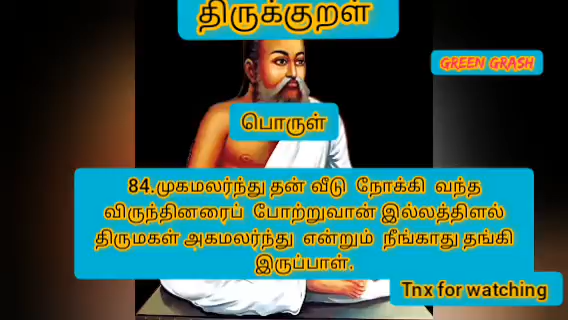 திருக்குறள்
GREEN GRASH
பொருள்
84.முகமலர்ந்து தன் வீடு நோக்கி வந்த
விருந்தினரைப் போற்றுவான் இல்லத்திளல்
திருமகள் அகமலர்ந்து என்றும் நீங்காது தங்கி
இருப்பாள்.
Tnx for watching